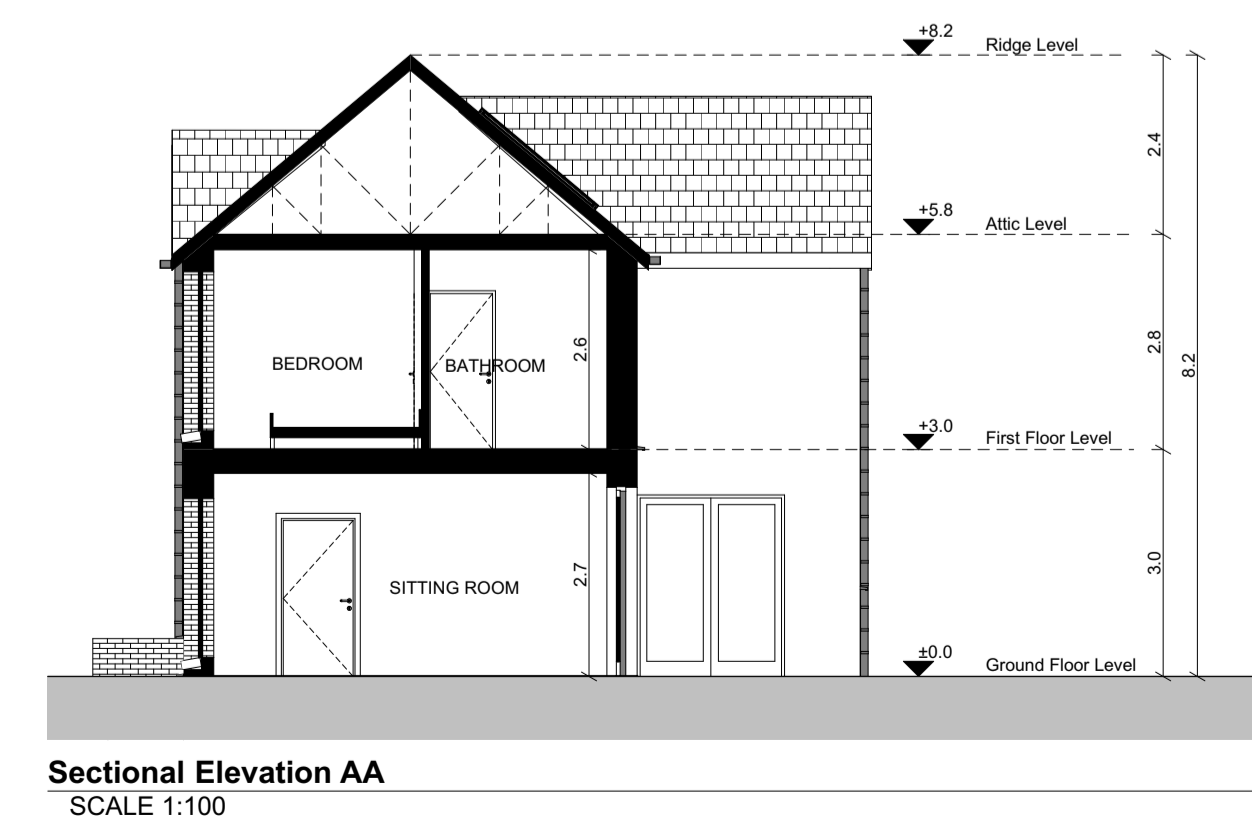 +8.2
Ridge Level
2.4
+5.8
Attic Level
2.8
8.2
BEDROOM
BATHROOM
2.6
+3.0
First Floor Level
SITTING ROOM
2.7
3.0
±0.0
Ground Floor Level
Sectional Elevation AA
SCALE 1:100